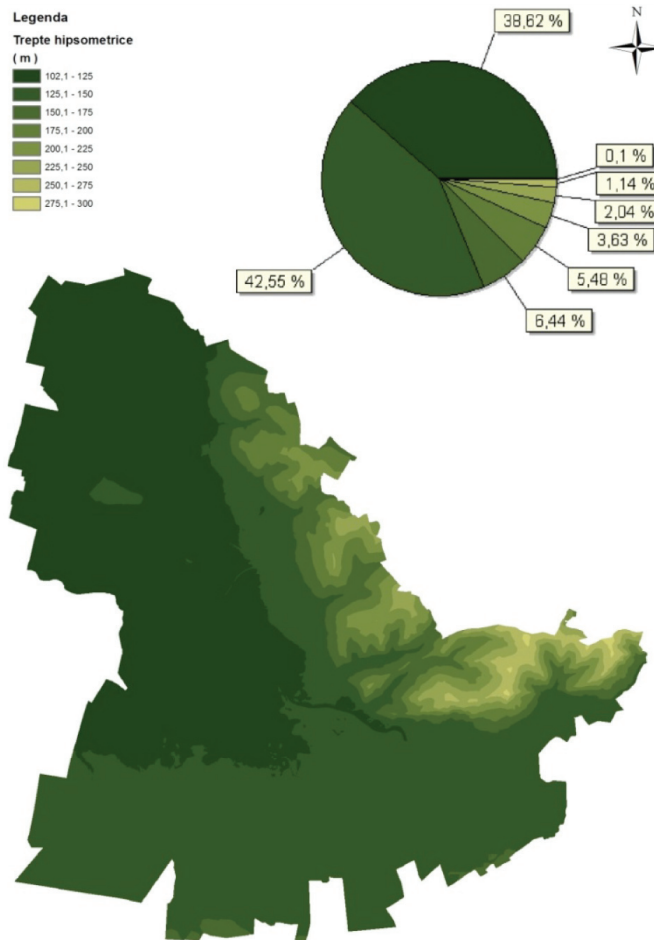 Legenda
Trepte hipsometrice
( m )
102,1 - 125
125,1 - 150
150,1 - 175
175,1 - 200
200,1 - 225
225,1 - 250
250,1 - 275
275,1 - 300
38,62 %
N
0,1 %
1,14 %
2,04 %
3,63 %
5,48 %
6,44 %
42,55 %